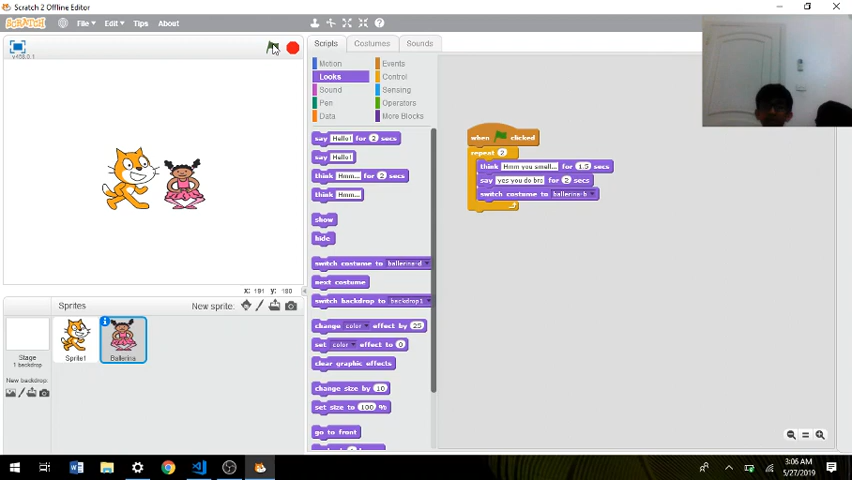 Scratch 2 Offline Editor
SCRATCH File Edit Tips About
v458.0.1
Scripts Costumes Sounds
Motion Events
Looks Control
Sound Sensing
Pen Operators
Data More Blocks
say Hello! for 2 secs
say Hello!
think Hmm... for 2 secs
think Hmm...
show
hide
switch costume to ballerina-d
next costume
switch backdrop to backdrop1
change color effect by 25
set color effect to 0
clear graphic effects
change size by 10
set size to 100 %
go to front
when clicked
repeat 2
think Hmm you smell... for 1.5 secs
say yes you do bro for 2 secs
switch costume to ballerina-b
x: 191 y: 180
Sprites New sprite:
Stage
1 backdrop
New backdrop:
Sprite1
Ballerina
3:06 AM
5/27/2019